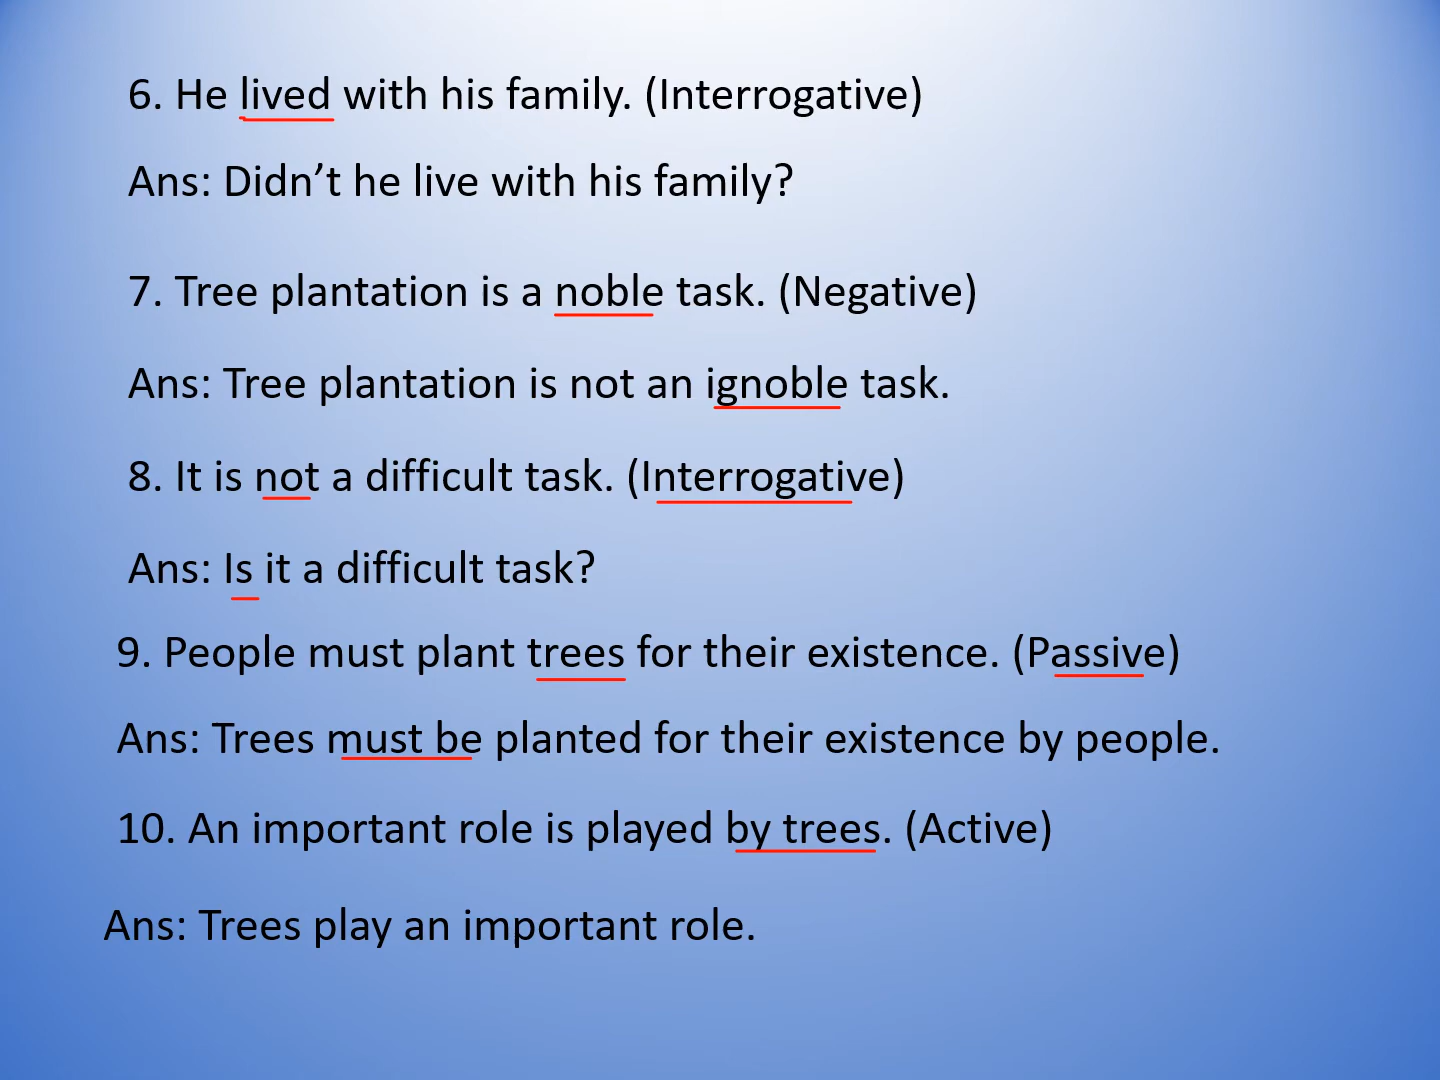 6. He lived with his family. (Interrogative)
Ans: Didn’t he live with his family?
7. Tree plantation is a noble task. (Negative)
Ans: Tree plantation is not an ignoble task.
8. It is not a difficult task. (Interrogative)
Ans: Is it a difficult task?
9. People must plant trees for their existence. (Passive)
Ans: Trees must be planted for their existence by people.
10. An important role is played by trees. (Active)
Ans: Trees play an important role.